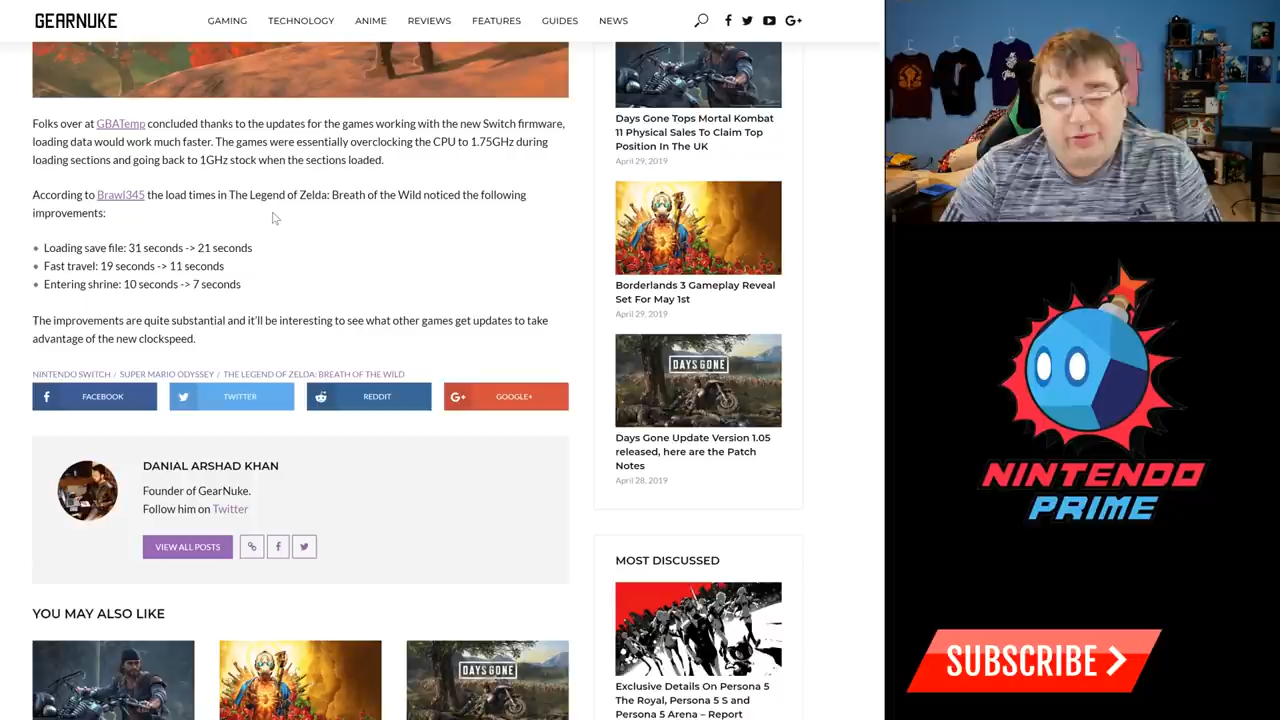 GEARNUKE
GAMING
TECHNOLOGY
ANIME
REVIEWS
FEATURES
GUIDES
NEWS
Folks over at GBATemp concluded thanks to the updates for the games working with the new Switch firmware,
loading data would work much faster. The games were essentially overclocking the CPU to 1.75GHz during
loading sections and going back to 1GHz stock when the sections loaded.
According to Brawl345 the load times in The Legend of Zelda: Breath of the Wild noticed the following
improvements:
Loading save file: 31 seconds -> 21 seconds
Fast travel: 19 seconds -> 11 seconds
Entering shrine: 10 seconds -> 7 seconds
The improvements are quite substantial and it'll be interesting to see what other games get updates to take
advantage of the new clockspeed.
NINTENDO SWITCH / SUPER MARIO ODYSSEY / THE LEGEND OF ZELDA: BREATH OF THE WILD
FACEBOOK
TWITTER
REDDIT
GOOGLE+
DANIAL ARSHAD KHAN
Founder of GearNuke.
Follow him on Twitter
VIEW ALL POSTS
YOU MAY ALSO LIKE
DAYS GONE
Days Gone Tops Mortal Kombat
11 Physical Sales To Claim Top
Position In The UK
April 29, 2019
Borderlands 3 Gameplay Reveal
Set For May 1st
April 29, 2019
DAYS GONE
Days Gone Update Version 1.05
released, here are the Patch
Notes
April 28, 2019
MOST DISCUSSED
Exclusive Details On Persona 5
The Royal, Persona 5 S and
Persona 5 Arena – Report
NINTENDO
PRIME
SUBSCRIBE